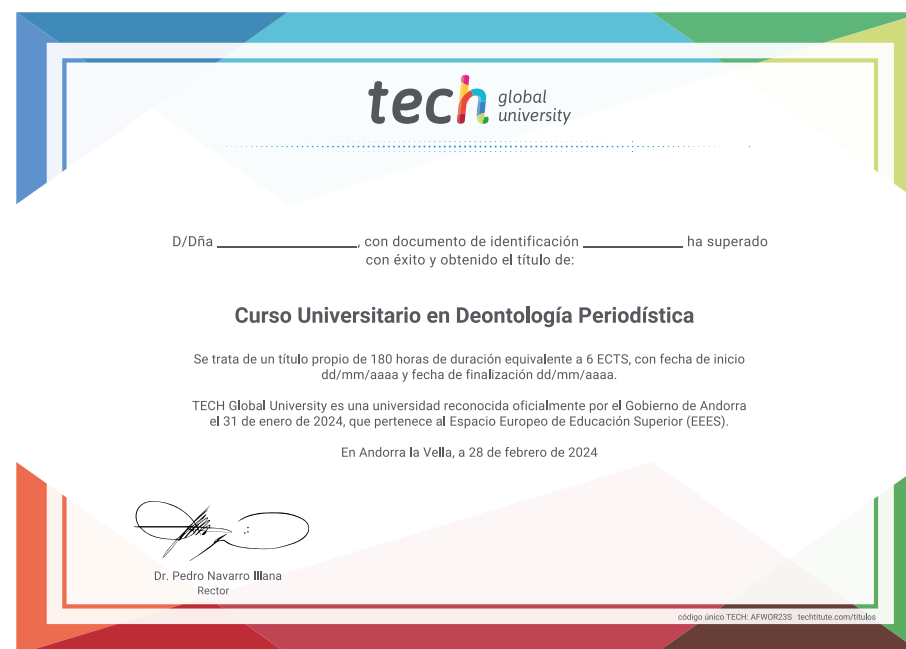 tech global university
D/Dña ____________________, con documento de identificación ______________ ha superado
con éxito y obtenido el título de:
Curso Universitario en Deontología Periodística
Se trata de un título propio de 180 horas de duración equivalente a 6 ECTS, con fecha de inicio
dd/mm/aaaa y fecha de finalización dd/mm/aaaa.
TECH Global University es una universidad reconocida oficialmente por el Gobierno de Andorra
el 31 de enero de 2024, que pertenece al Espacio Europeo de Educación Superior (EEES).
En Andorra la Vella, a 28 de febrero de 2024
Dr. Pedro Navarro Illana
Rector
código único TECH: AFWOR23S techtitute.com/titulos